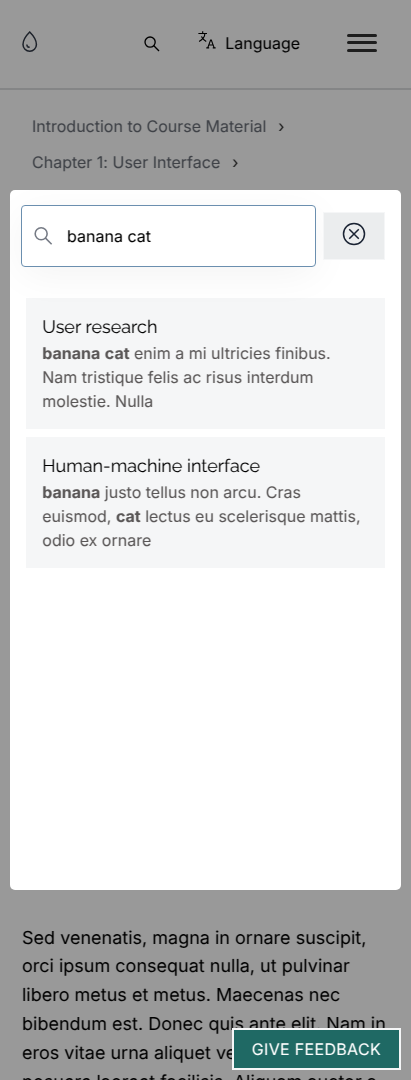 Language
Introduction to Course Material ›
Chapter 1: User Interface ›
banana cat
User research
banana cat enim a mi ultricies finibus.
Nam tristique felis ac risus interdum
molestie. Nulla
Human-machine interface
banana justo tellus non arcu. Cras
euismod, cat lectus eu scelerisque mattis,
odio ex ornare
Sed venenatis, magna in ornare suscipit,
orci ipsum consequat nulla, ut pulvinar
libero metus et metus. Maecenas nec
bibendum est. Donec quis ante elit. Nam in
eros vitae urna aliquet
GIVE FEEDBACK